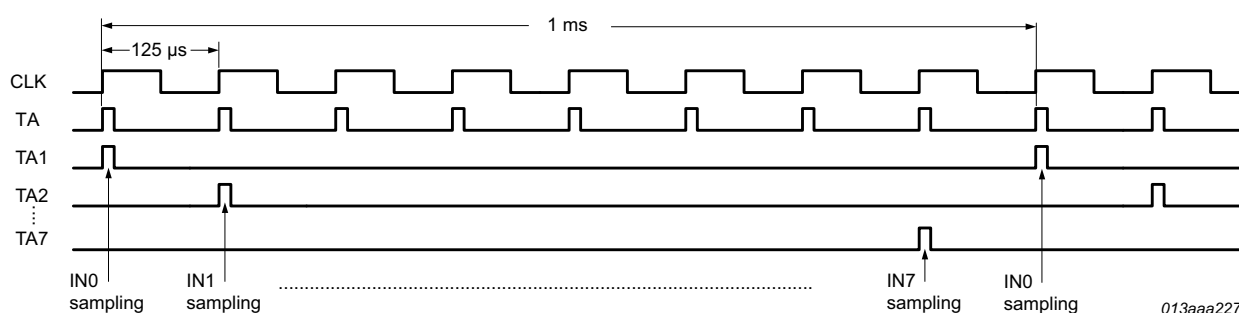 1 ms
125 µs
CLK
TA
TA1
TA2
TA7
IN0
sampling
IN1
sampling
IN7
sampling
IN0
sampling
013aaa227